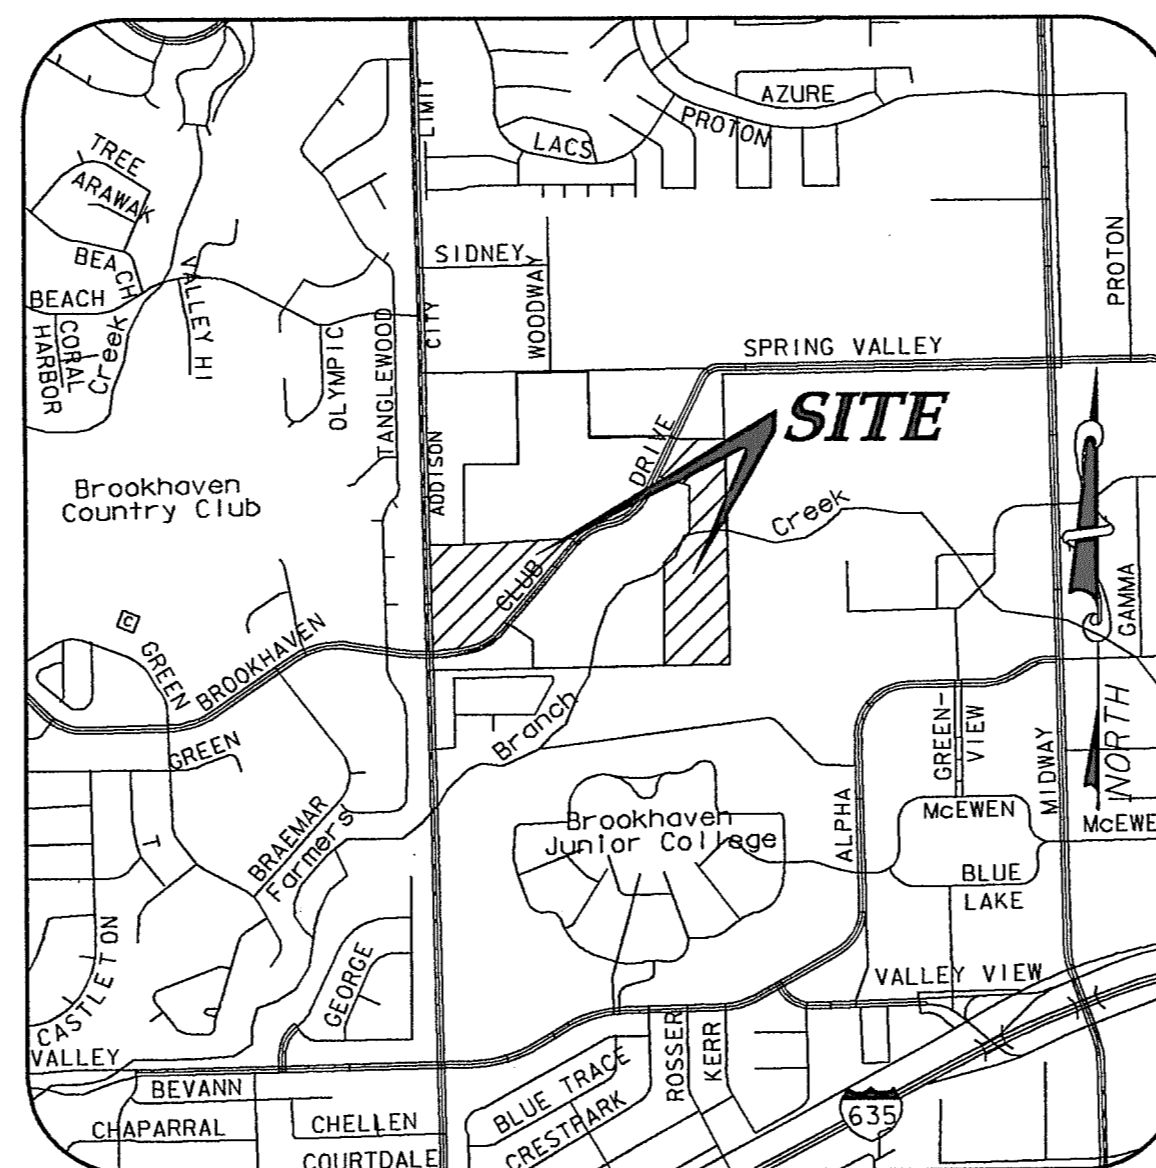 LIMIT
AZURE
PROTON
LACS
TREE
ARAWAK
BEACH
BEACH
SIDNEY
WOODWAY
VALLEY HI
PROTON
CORAL
HARBOR
Creek
OLYMPIC
TANGLEWOOD
CITY
SPRING VALLEY
SITE
DRIVE
ADDISON
Brookhaven
Country Club
Creek
CLUB
GAMMA
C
GREEN
BROOKHAVEN
GREEN
Branch
GREEN-
VIEW
MIDWAY
NORTH
BRAEMAR
Farmers
Brookhaven
Junior College
ALPHA
McEWEN
McEWE
T
BLUE
LAKE
CASTLETON
GEORGE
VALLEY VIEW
VALLEY
BEVANN
BLUE TRACE
ROSSER
KERR
635
CHAPARRAL
CHELLEN
CRESTPARK
COURTDALE